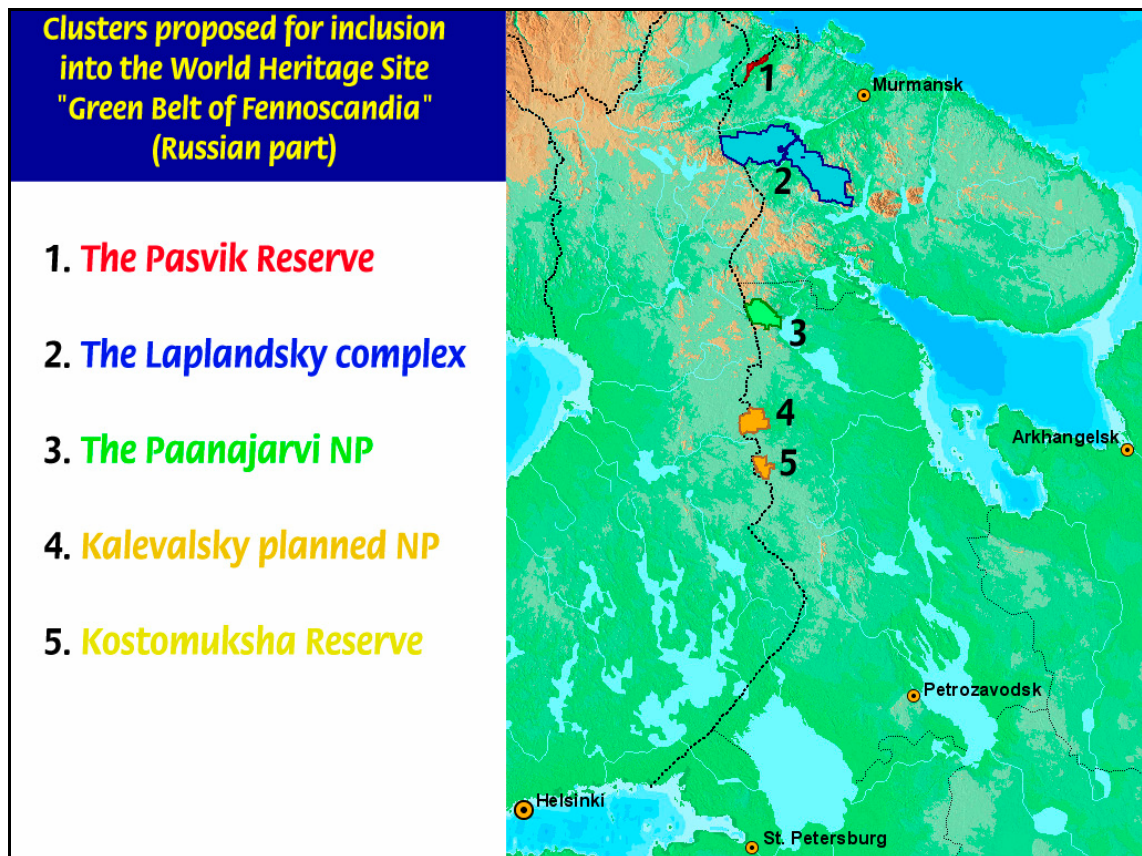 Clusters proposed for inclusion
into the World Heritage Site
"Green Belt of Fennoscandia"
(Russian part)
1. The Pasvik Reserve
2. The Laplandsky complex
3. The Paanajarvi NP
4. Kalevalsky planned NP
5. Kostomuksha Reserve
1
Murmansk
2
3
4
Arkhangelsk
5
Petrozavodsk
Helsinki
St. Petersburg